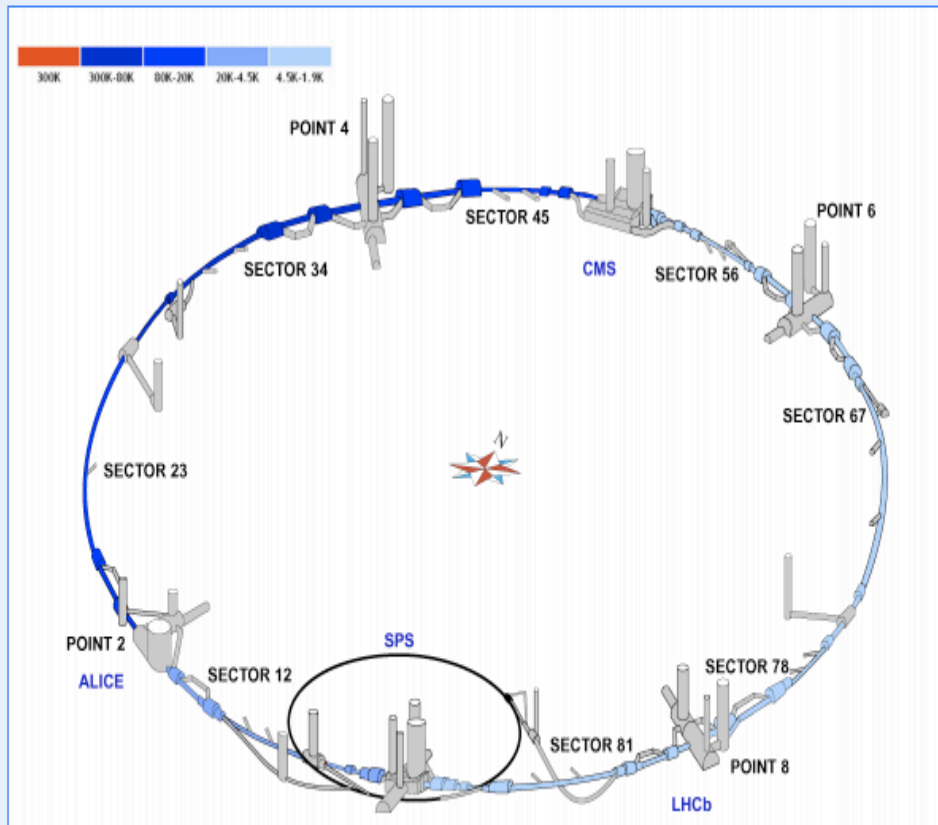 300K 300K-80K 80K-20K 20K-4.5K 4.5K-1.9K
POINT 4
POINT 6
SECTOR 45
CMS
SECTOR 56
SECTOR 34
SECTOR 67
N
SECTOR 23
POINT 2
ALICE
SECTOR 12
SPS
SECTOR 78
SECTOR 81
POINT 8
LHCb